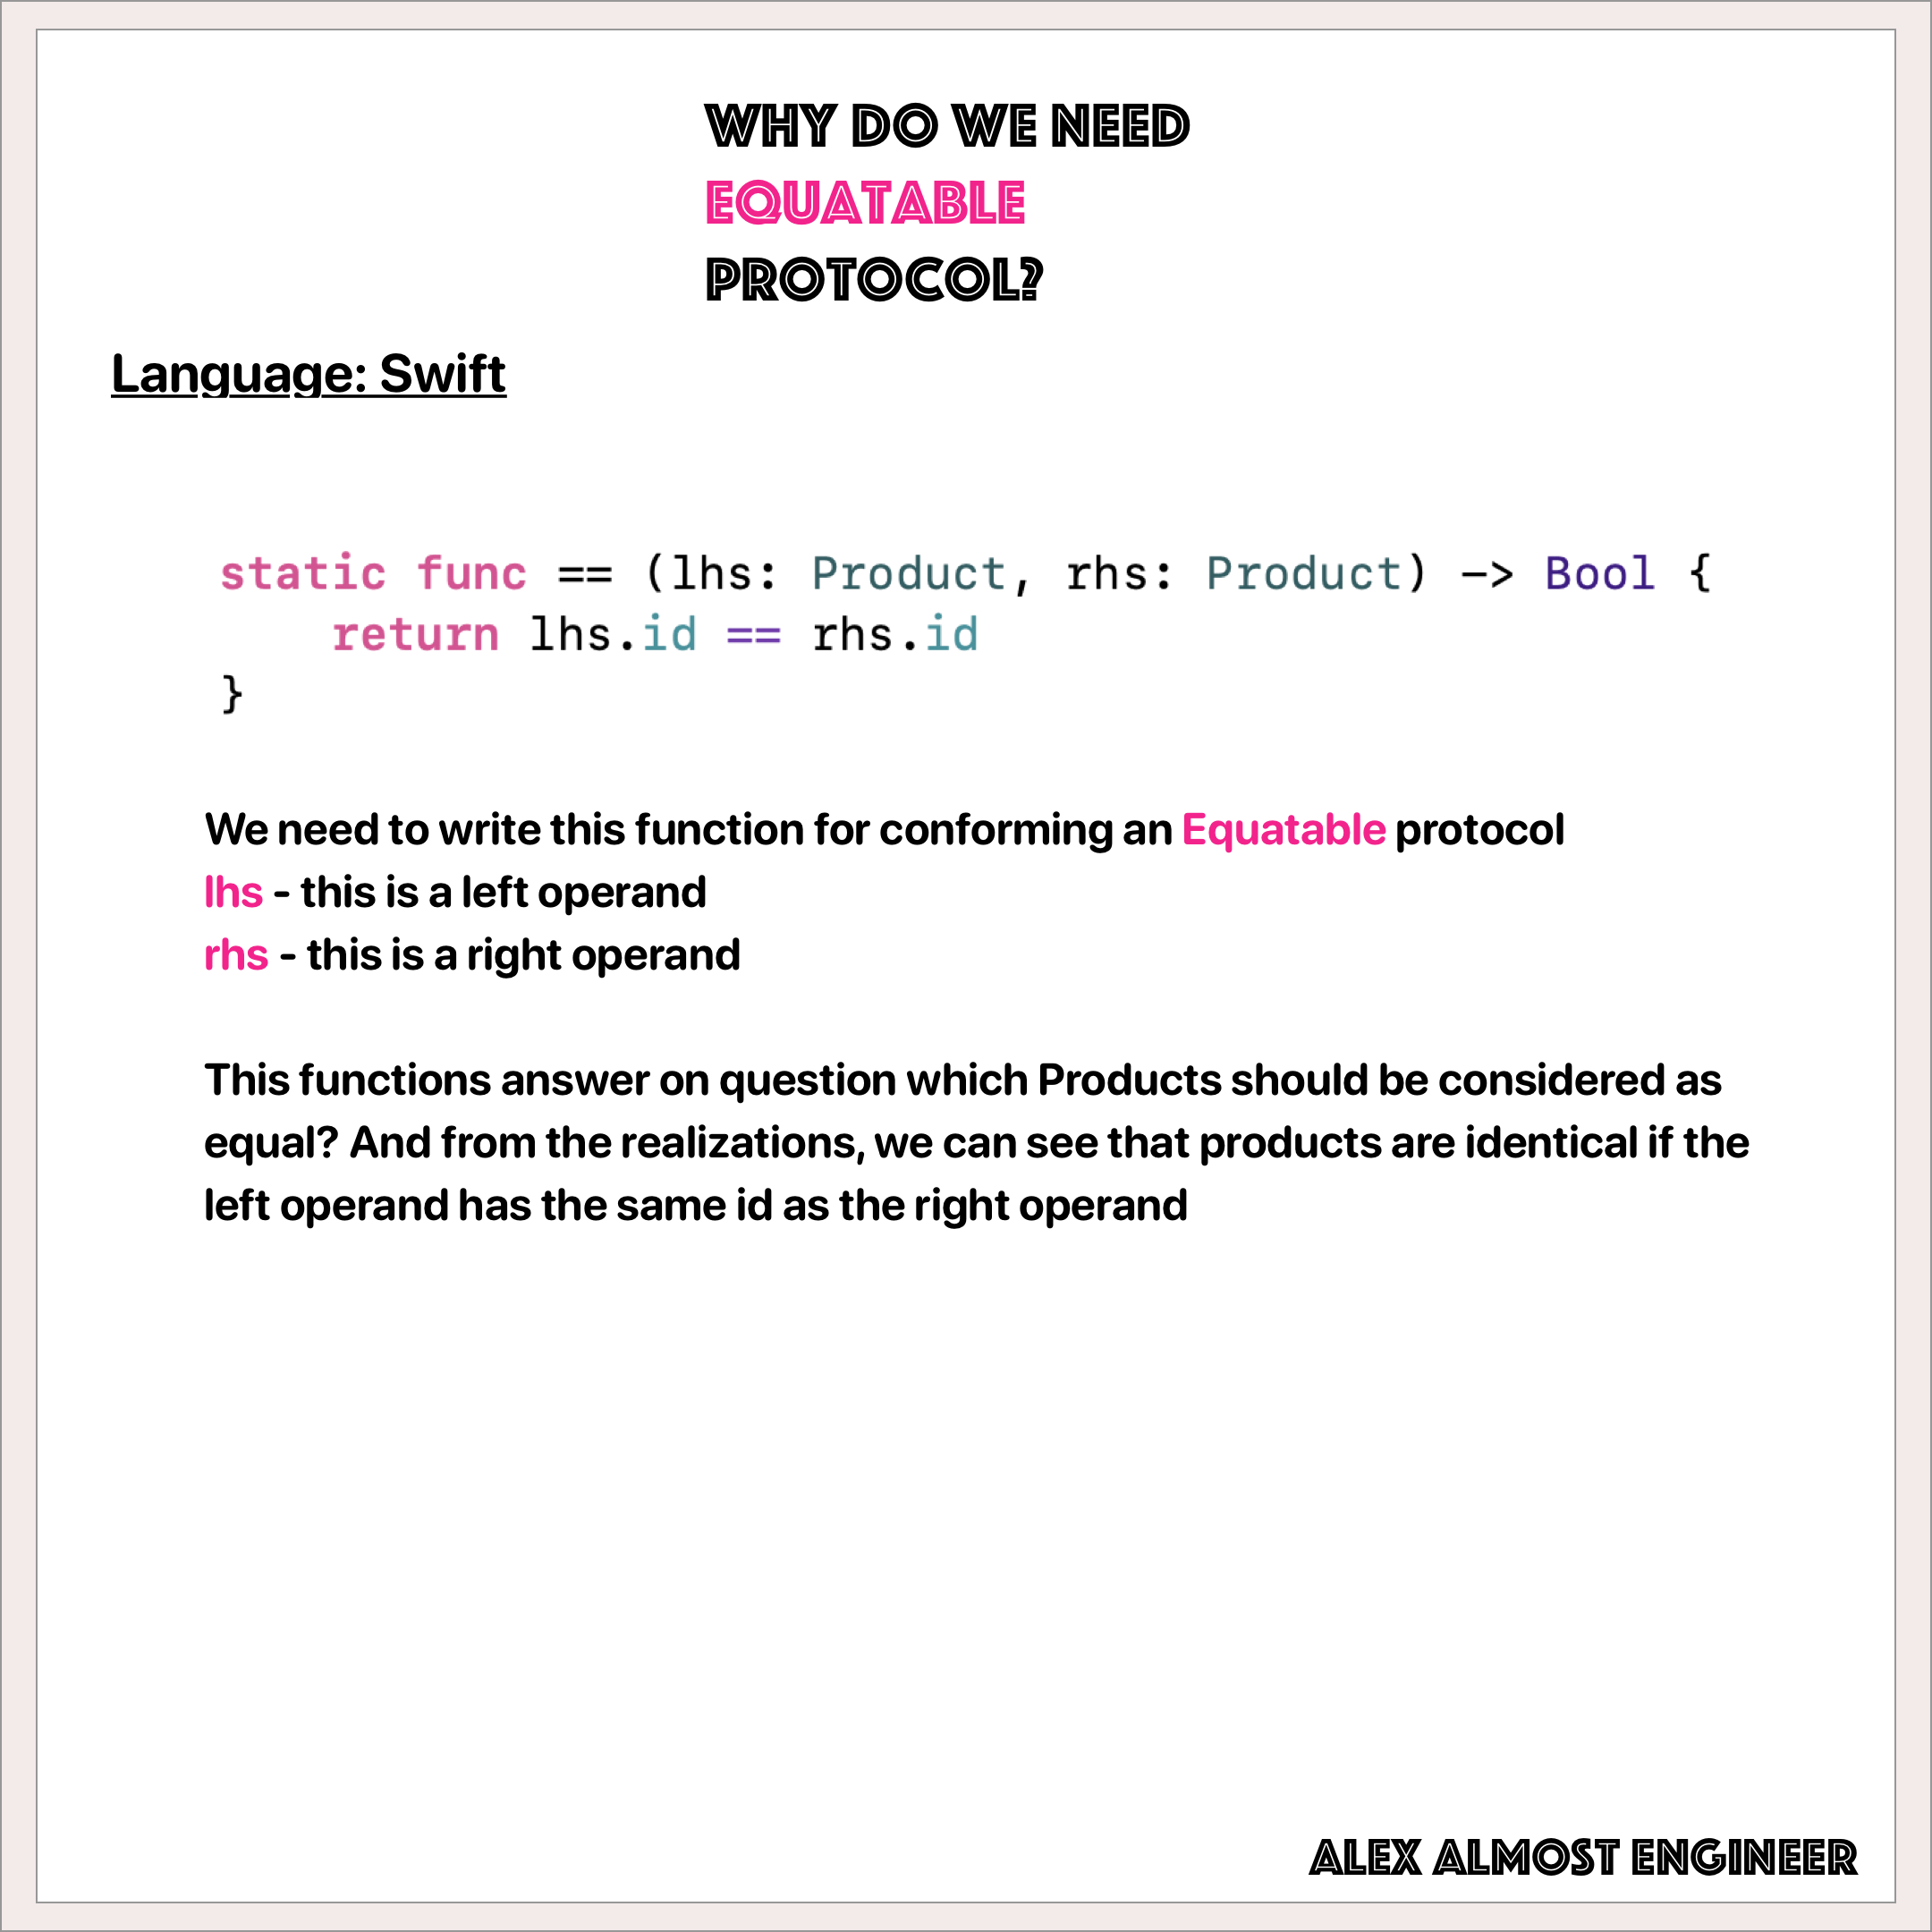 WHY DO WE NEED
EQUATABLE
PROTOCOL?
Language: Swift
static func == (lhs: Product, rhs: Product) -> Bool {
    return lhs.id == rhs.id
}
We need to write this function for conforming an Equatable protocol
lhs - this is a left operand
rhs - this is a right operand
This functions answer on question which Products should be considered as
equal? And from the realizations, we can see that products are identical if the
left operand has the same id as the right operand
ALEX ALMOST ENGINEER